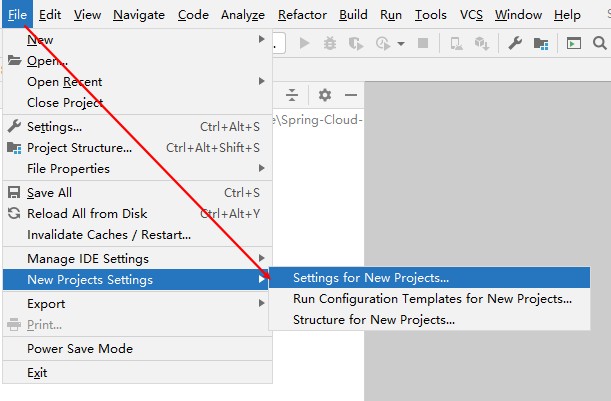 File Edit View Navigate Code Analyze Refactor Build Run Tools VCS Window Help
New
Open...
Open Recent
Close Project
e\Spring-Cloud-
Settings... Ctrl+Alt+S
Project Structure... Ctrl+Alt+Shift+S
File Properties
Save All Ctrl+S
Reload All from Disk Ctrl+Alt+Y
Invalidate Caches / Restart...
Manage IDE Settings
New Projects Settings
Settings for New Projects...
Run Configuration Templates for New Projects...
Structure for New Projects...
Export
Print...
Power Save Mode
Exit